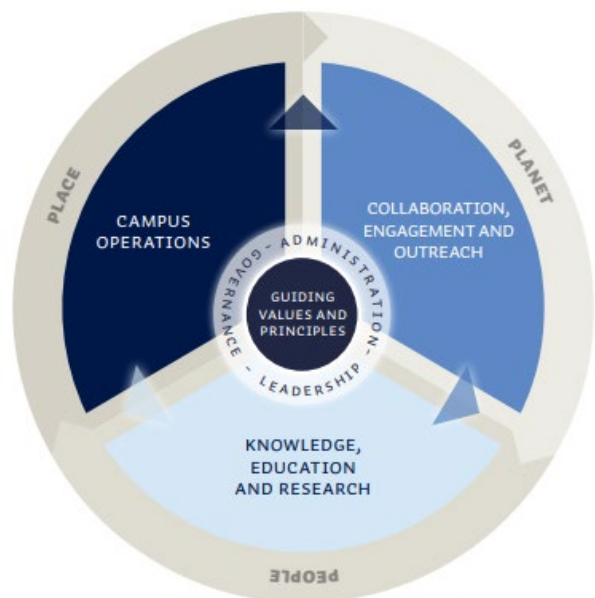 PLACE
PLANET
CAMPUS
OPERATIONS
COLLABORATION,
ENGAGEMENT AND
OUTREACH
GOVERNANCE - ADMINISTRATION - LEADERSHIP -
GUIDING
VALUES AND
PRINCIPLES
KNOWLEDGE,
EDUCATION
AND RESEARCH
PEOPLE